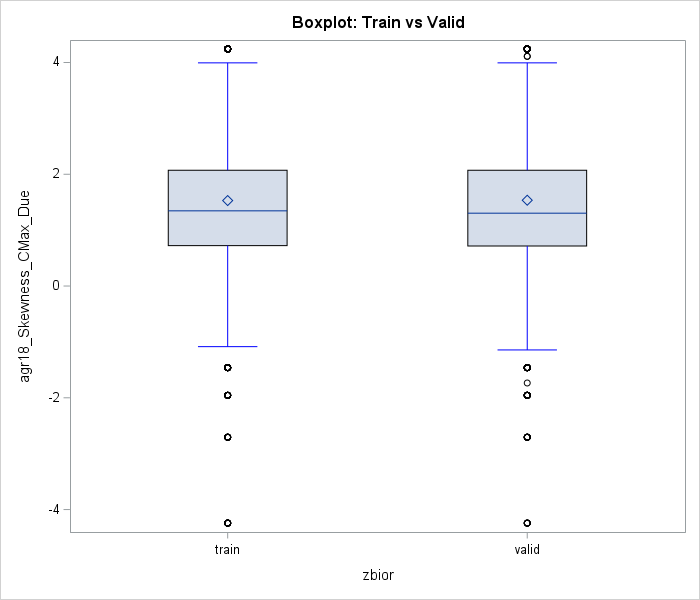 Boxplot: Train vs Valid
agr18_Skewness_CMax_Due
4
2
0
-2
-4
train
valid
zbior